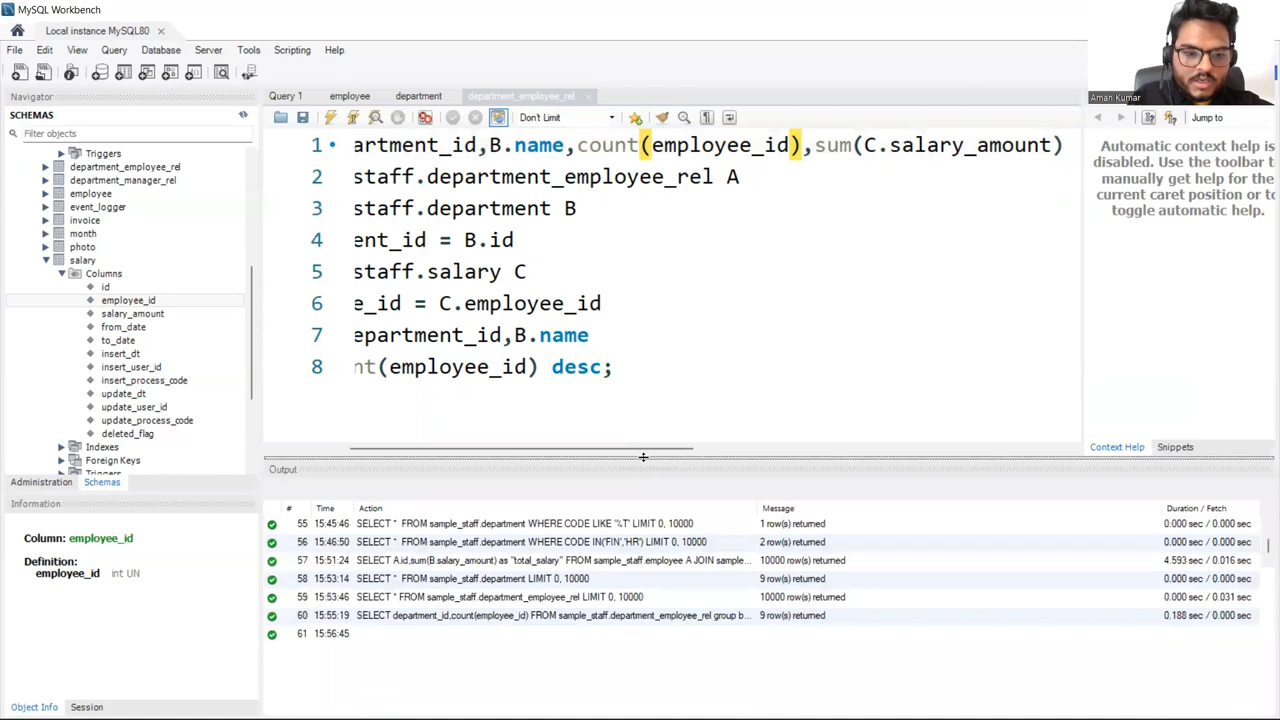 MySQL Workbench
Local instance MySQL80
File Edit View Query Database Server Tools Scripting Help
Navigator
SCHEMAS
Filter objects
Triggers
department_employee_rel
department_manager_rel
employee
event_logger
invoice
month
photo
salary
Columns
id
employee_id
salary_amount
from_date
to_date
insert_dt
insert_user_id
insert_process_code
update_dt
update_user_id
update_process_code
deleted_flag
Indexes
Foreign Keys
Triggers
Administration Schemas
Information
Column: employee_id
Definition:
employee_id int UN
Object Info Session
Query 1 employee department department_employee_rel
Don't Limit
1 artment_id,B.name,count(employee_id),sum(C.salary_amount)
2 staff.department_employee_rel A
3 staff.department B
4 ent_id = B.id
5 staff.salary C
6 e_id = C.employee_id
7 epartment_id,B.name
8 nt(employee_id) desc;
Output
# Time Action Message Duration / Fetch
55 15:45:46 SELECT * FROM sample_staff.department WHERE CODE LIKE '%T' LIMIT 0, 10000 1 row(s) returned 0.000 sec / 0.000 sec
56 15:46:50 SELECT * FROM sample_staff.department WHERE CODE IN('FIN','HR') LIMIT 0, 10000 2 row(s) returned 0.000 sec / 0.000 sec
57 15:51:24 SELECT A.id,sum(B.salary_amount) as "total_salary" FROM sample_staff.employee A JOIN sample... 10000 row(s) returned 4.593 sec / 0.016 sec
58 15:53:14 SELECT * FROM sample_staff.department LIMIT 0, 10000 9 row(s) returned 0.000 sec / 0.000 sec
59 15:53:46 SELECT * FROM sample_staff.department_employee_rel LIMIT 0, 10000 10000 row(s) returned 0.000 sec / 0.031 sec
60 15:55:19 SELECT department_id,count(employee_id) FROM sample_staff.department_employee_rel group b... 9 row(s) returned 0.188 sec / 0.000 sec
61 15:56:45
Aman Kumar
Jump to
Automatic context help is
disabled. Use the toolbar t
manually get help for the
current caret position or to
toggle automatic help.
Context Help Snippets